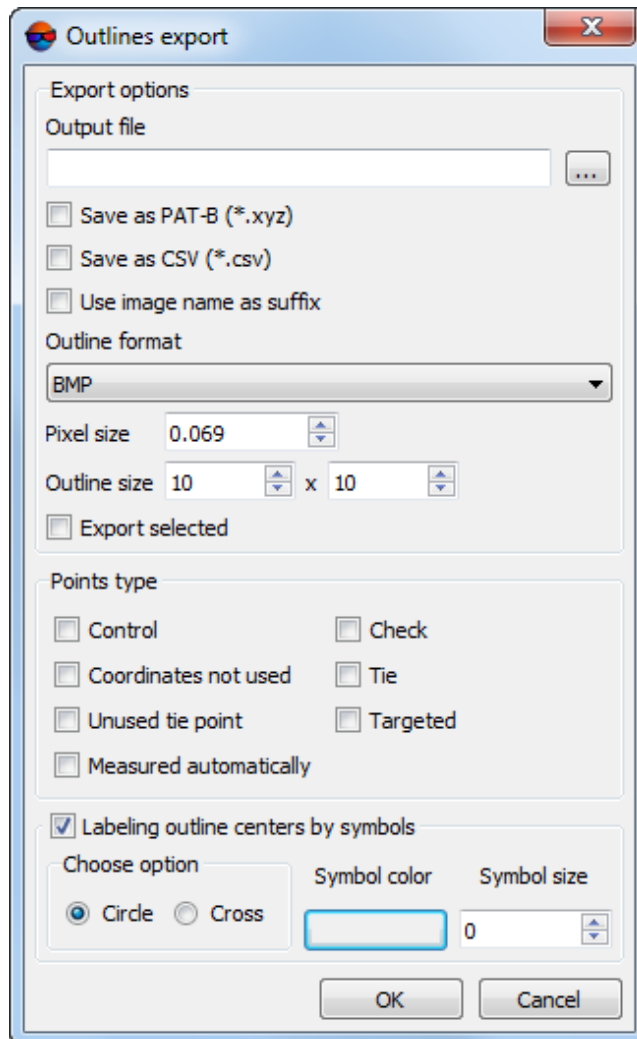 Outlines export
Export options
Output file
...
Save as PAT-B (*.xyz)
Save as CSV (*.csv)
Use image name as suffix
Outline format
BMP
Pixel size 0.069
Outline size 10 x 10
Export selected
Points type
Control Check
Coordinates not used Tie
Unused tie point Targeted
Measured automatically
Labeling outline centers by symbols
Choose option Symbol color Symbol size
Circle Cross 0
OK Cancel